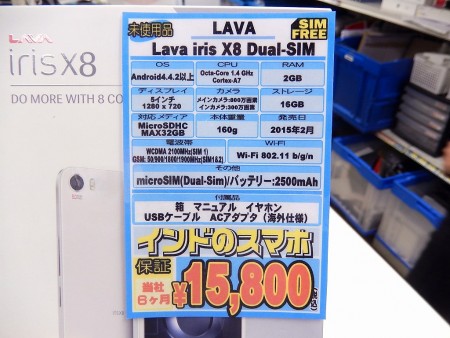 LAVA
iris X8
DO MORE WITH 8 CO
未使用品
LAVA
SIM FREE
Lava iris X8 Dual-SIM
OS
CPU
RAM
Android4.4.2以上
Octa-Core 1.4 GHz
Cortex-A7
2GB
ディスプレイ
カメラ
ストレージ
5インチ
1280 x 720
メインカメラ:800万画素
インカメラ:300万画素
16GB
対応メディア
本体重量
発売日
MicroSDHC
MAX32GB
160g
2015年2月
電波帯
Wi-Fi
WCDMA 2100MHz(SIM 1)
GSM: 50/900/1800/1900MHz(SIM1&2)
Wi-Fi 802.11 b/g/n
その他
microSIM(Dual-Sim)/バッテリー:2500mAh
付属品
箱 マニュアル イヤホン
USBケーブル ACアダプタ (海外仕様)
インドのスマホ
保証
当社
6ヶ月
¥15,800